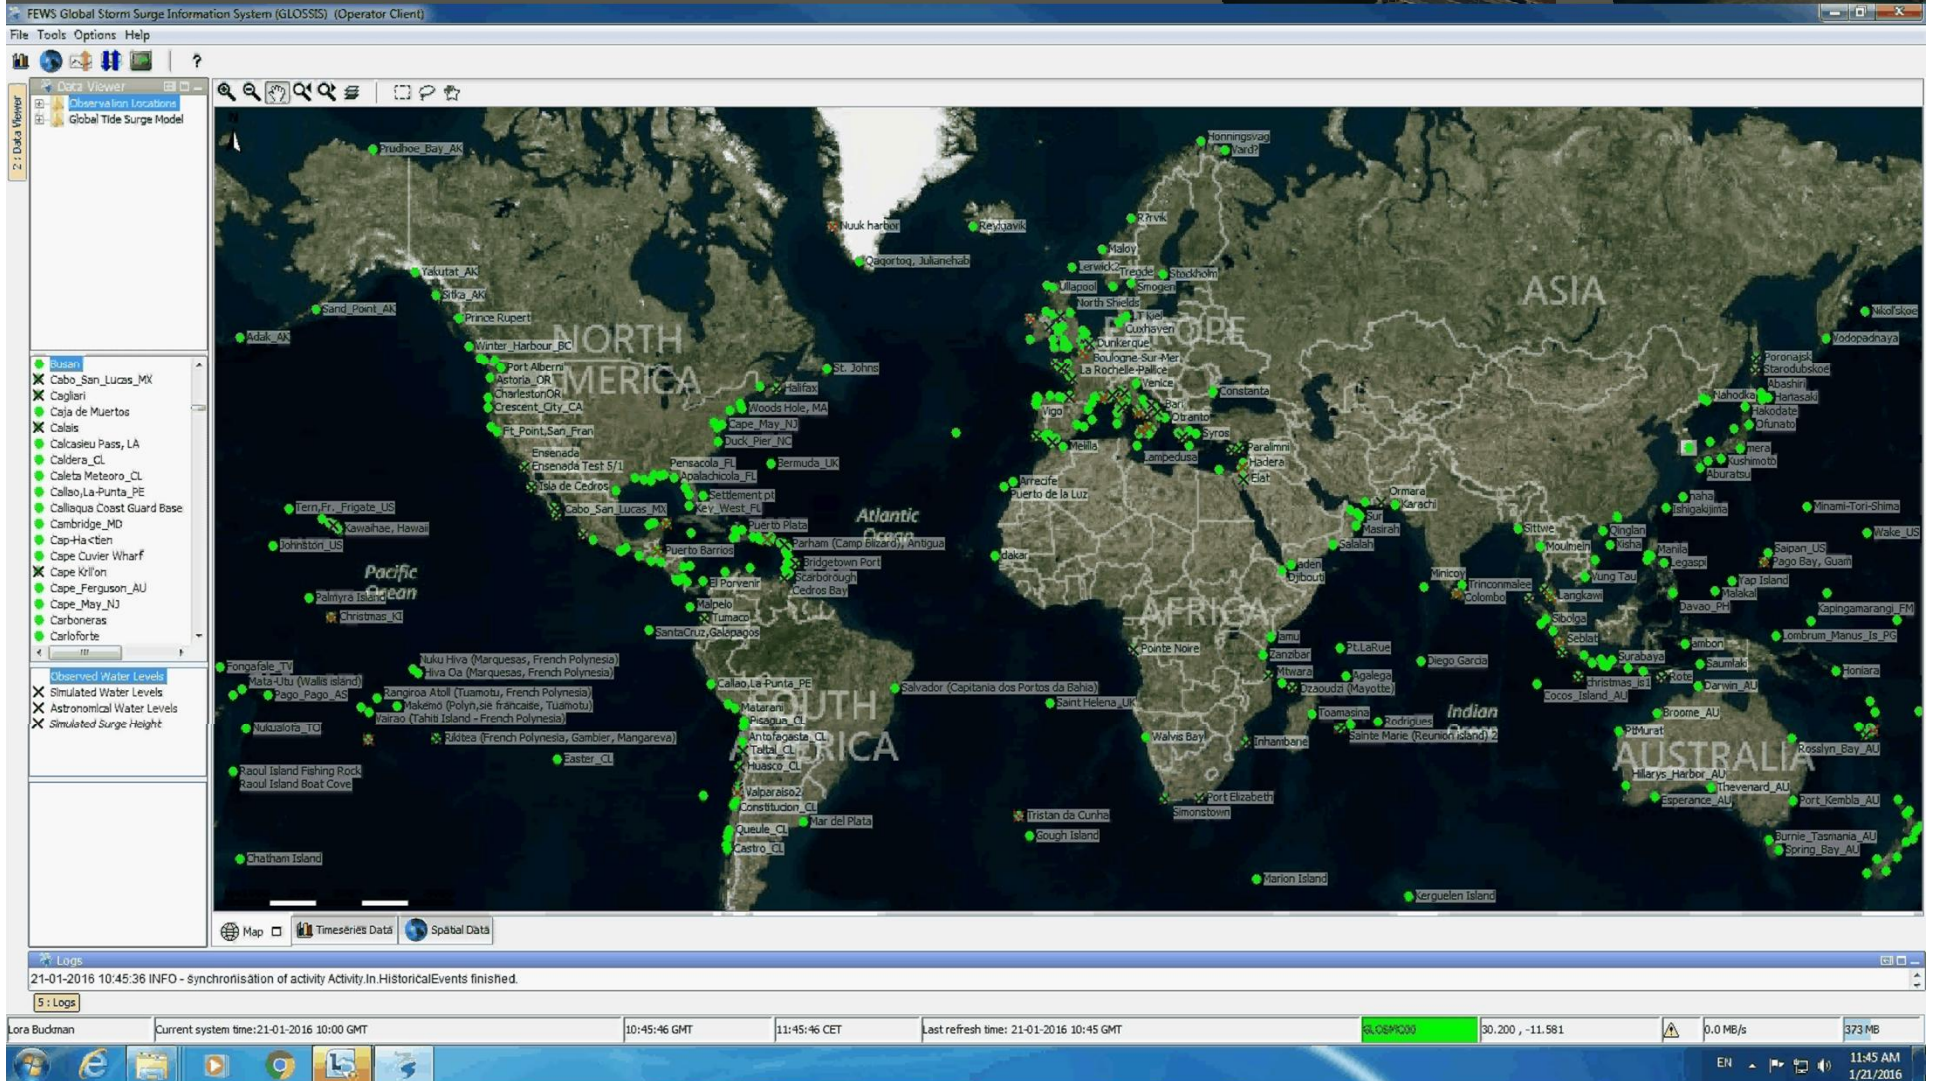 FEWS Global Storm Surge Information System (GLOSSIS) (Operator Client)
File Tools Options Help
2 : Data Viewer
Data Viewer
Observation Locations
Global Tide Surge Model
Busan
Cabo_San_Lucas_MX
Cagliari
Caja de Muertos
Calais
Calcasieu Pass, LA
Caldera_CL
Caleta Meteoro_CL
Callao,La-Punta_PE
Calliaqua Coast Guard Base
Cambridge_MD
Cap-Ha<tien
Cape Cuvier Wharf
Cape Kril'on
Cape_Ferguson_AU
Cape_May_NJ
Carboneras
Carloforte
Observed Water Levels
Simulated Water Levels
Astronomical Water Levels
Simulated Surge Height
N
Prudhoe_Bay_AK
Honningsvag
Vard?
Nuuk harbor
Reykjavik
R?rvik
Maloy
Qaqortoq, Julianehab
Lerwick2
Tregde
Stockholm
Yakutat_AK
Ullapool
Smogen
Sitka_AK
North Shields
ASIA
Sand_Point_AK
Prince Rupert
LT Kiel
Nikol'skoe
Adak_AK
NORTH AMERICA
Cuxhaven
EUROPE
Vodopadnaya
Winter_Harbour_BC
Dunkerque
Port Alberni
St. Johns
Boulogne-Sur-Mer
Poronajsk
Starodubskoe
Astoria_OR
La Rochelle-Pallice
Abashiri
CharlestonOR
Halifax
Venice
Constanta
Nahodka
Hanasaki
Crescent_City_CA
Woods Hole, MA
Vigo
Bari
Hakodate
Otranto
Ofunato
Ft_Point,San_Fran
Cape_May_NJ
Syros
Duck_Pier_NC
Melilla
Paralimni
Ensenada
Lampedusa
Kushimoto
Ensenada Test 5/1
Pensacola_FL
Bermuda_UK
Hadera
Aburatsu
Apalachicola_FL
Elat
Isla de Cedros
Arrecife
Ormara
Settlement pt
Puerto de la Luz
Karachi
naha
Cabo_San_Lucas_MX
Key_West_FL
Sur
Ishigakijima
Minami-Tori-Shima
Tern,Fr._Frigate_US
Atlantic Ocean
Masirah
Kawaihae, Hawaii
Puerto Plata
Sittwe
Qinglan
Wake_US
Johnston_US
Parham (Camp Blizard), Antigua
Salalah
Moulmein
Xisha
Manila
Saipan_US
Puerto Barrios
Bridgetown Port
dakar
aden
Legaspi
Pago Bay, Guam
Pacific Ocean
Scarborough
Djibouti
Minicoy
Vung Tau
El Porvenir
Cedros Bay
Trinconmalee
Yap Island
Palmyra Island
Colombo
Langkawi
Malakal
Malpelo
AFRICA
Davao_PH
Kapingamarangi_FM
Christmas_KI
Tumaco
Sibolga
SantaCruz,Galapagos
lamu
Seblat
ambon
Lombrum_Manus_Is_PG
Pointe Noire
Zanzibar
Pt.LaRue
Surabaya
Nuku Hiva (Marquesas, French Polynesia)
Diego Garcia
Saumlaki
Fongafale_TV
Hiva Oa (Marquesas, French Polynesia)
Mtwara
Agalega
Honiara
Mata-Utu (Wallis island)
Callao,La-Punta_PE
Salvador (Capitania dos Portos da Bahia)
Dzaoudzi (Mayotte)
christmas_is1
Rote
Pago_Pago_AS
Rangiroa Atoll (Tuamotu, French Polynesia)
Cocos_Island_AU
Darwin_AU
Makemo (Polyn,sie francaise, Tuamotu)
Matarani
SOUTH AMERICA
Saint Helena_UK
Toamasina
Indian
Broome_AU
Vairao (Tahiti Island - French Polynesia)
Pisagua_CL
Rodrigues
Nukualofa_TO
Antofagasta_CL
Walvis Bay
Sainte Marie (Reunion island) 2
PtMurat
Rikitea (French Polynesia, Gambier, Mangareva)
Inhambane
Rosslyn_Bay_AU
Taltal_CL
AUSTRALIA
Easter_CL
Huasco_CL
Raoul Island Fishing Rock
Hillarys_Harbor_AU
Raoul Island Boat Cove
Valparaiso2
Port Elizabeth
Thevenard_AU
Constitucion_CL
Simonstown
Esperance_AU
Port_Kembla_AU
Mar del Plata
Tristan da Cunha
Queule_CL
Gough Island
Burnie_Tasmania_AU
Castro_CL
Spring_Bay_AU
Chatham Island
Marion Island
Kerguelen Island
Map
Timeseries Data
Spatial Data
Logs
21-01-2016 10:45:36 INFO - synchronisation of activity Activity.In.HistoricalEvents finished.
5 : Logs
Lora Buckman
Current system time:21-01-2016 10:00 GMT
10:45:46 GMT
11:45:46 CET
Last refresh time: 21-01-2016 10:45 GMT
30.200 , -11.581
0.0 MB/s
373 MB
EN
11:45 AM
1/21/2016